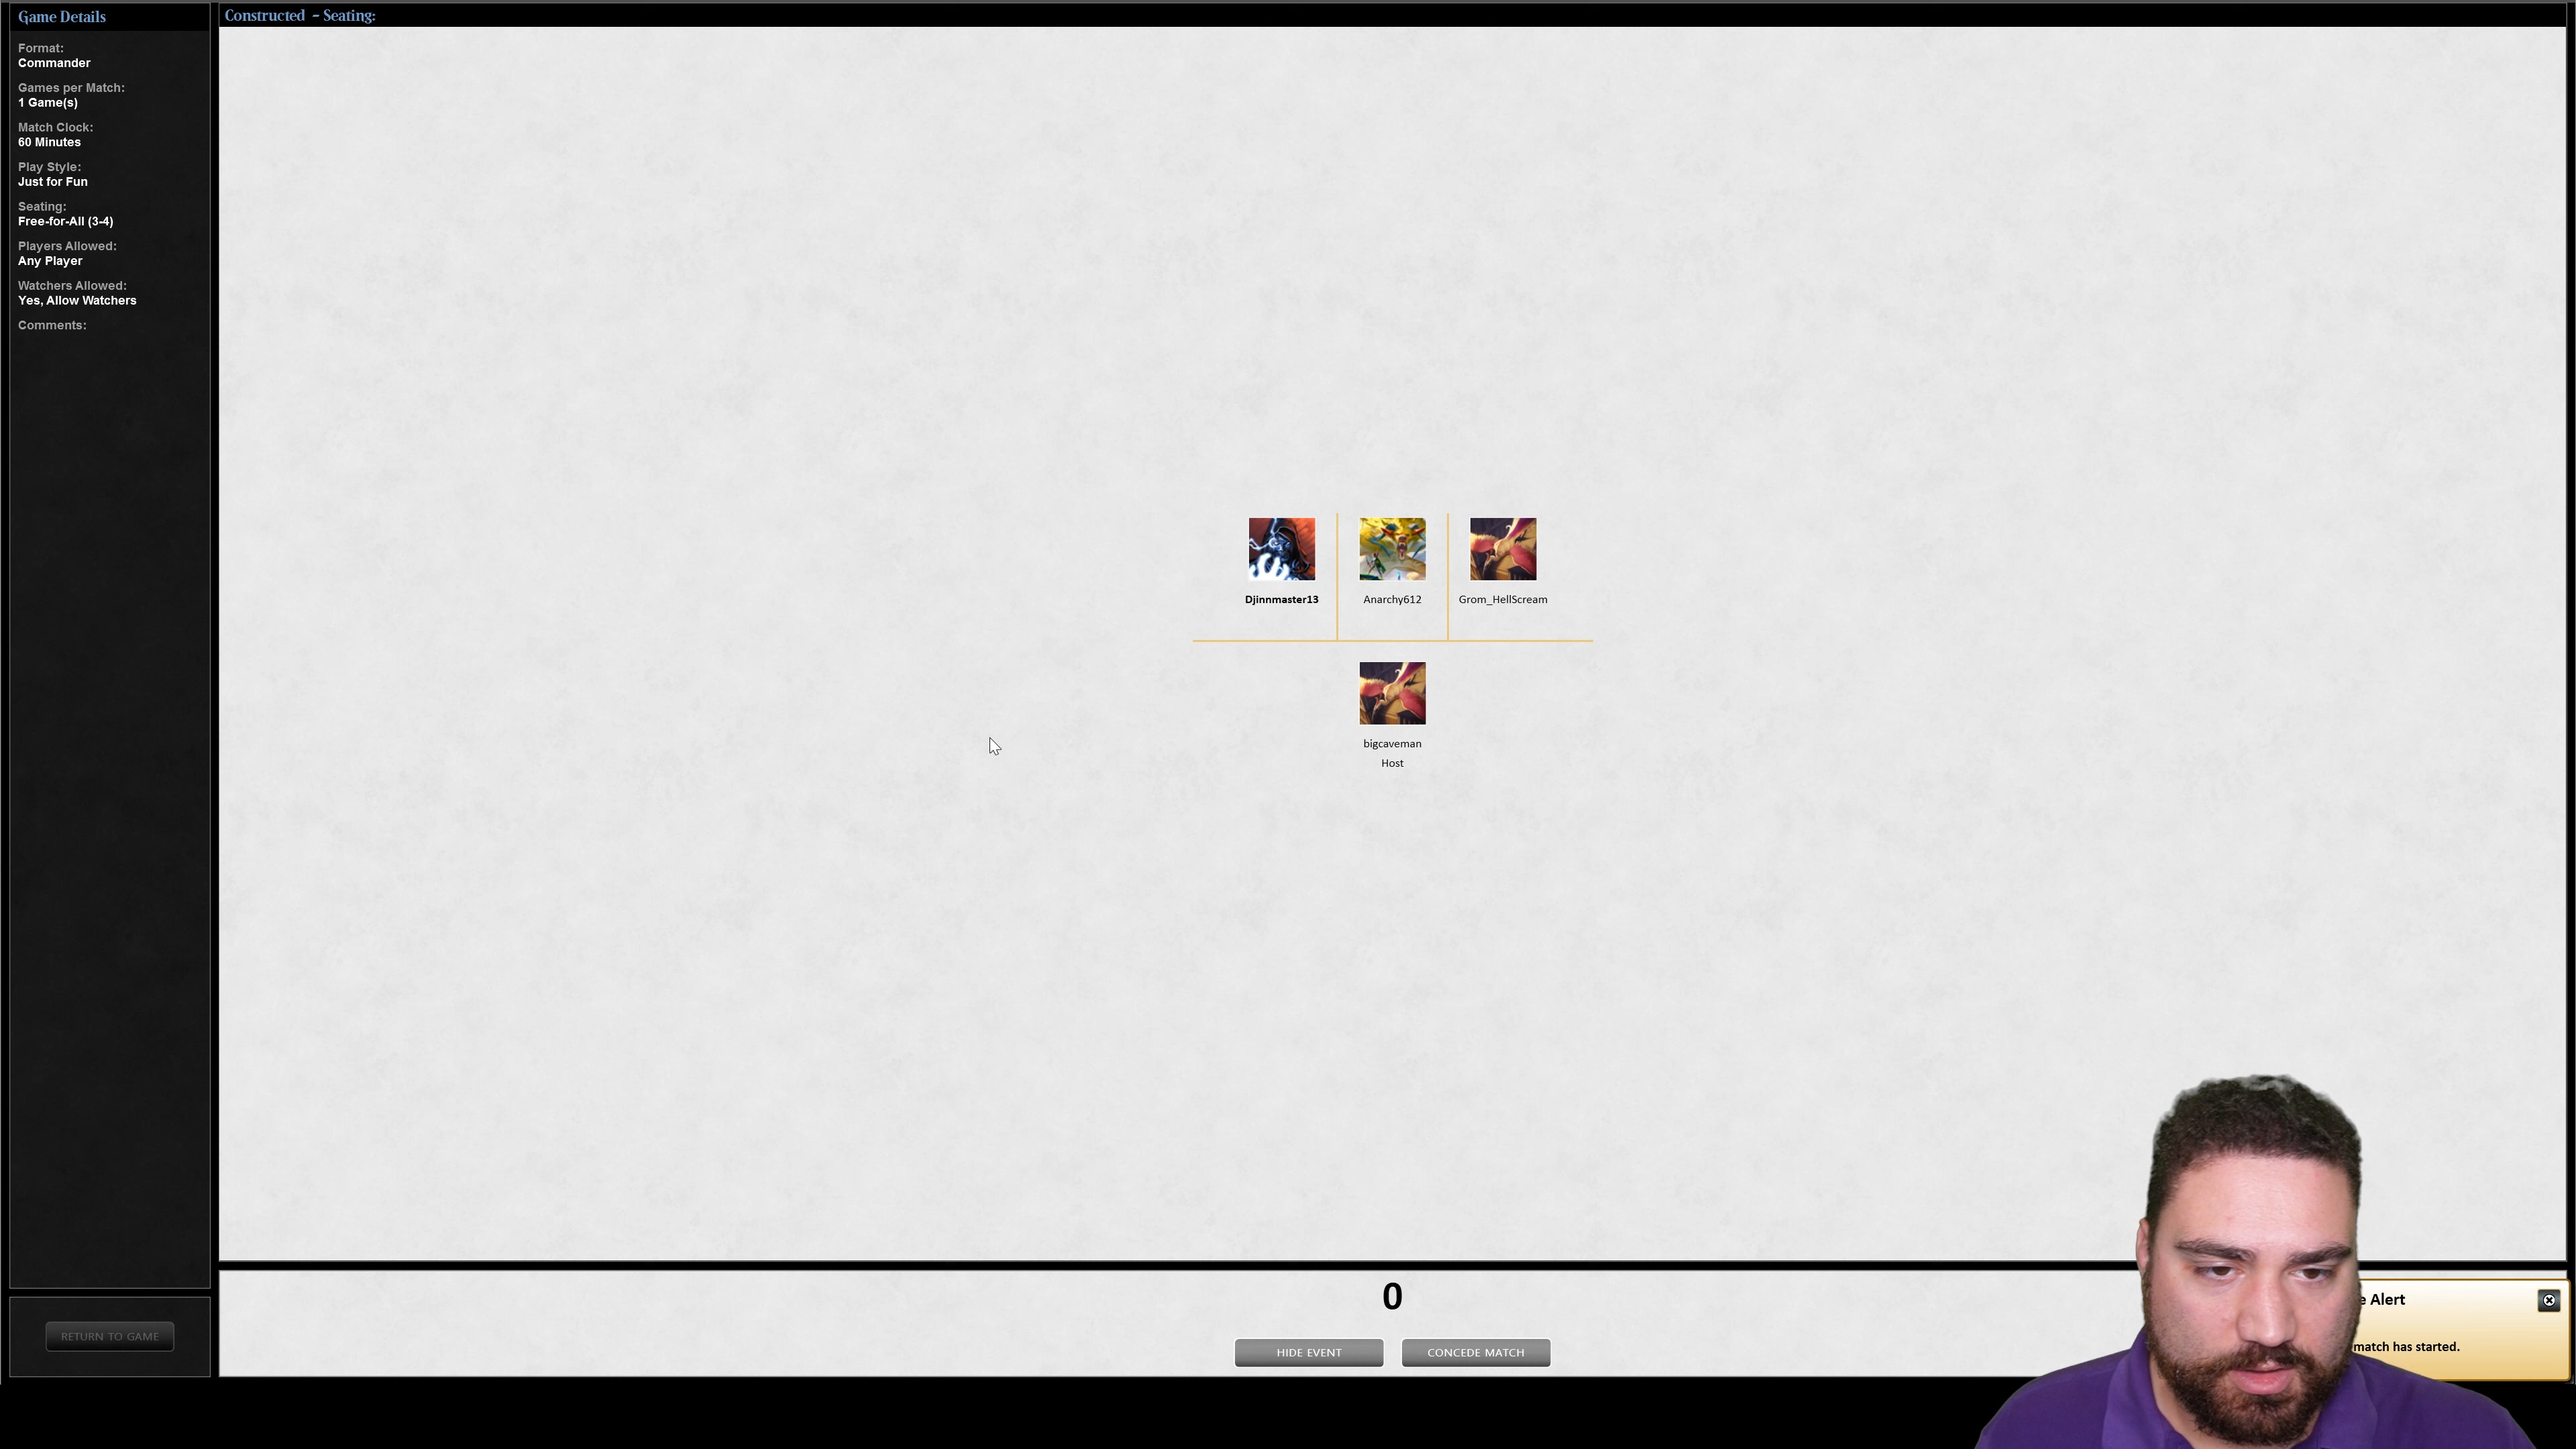 Game Details
Format:
Commander
Games per Match:
1 Game(s)
Match Clock:
60 Minutes
Play Style:
Just for Fun
Seating:
Free-for-All (3-4)
Players Allowed:
Any Player
Watchers Allowed:
Yes, Allow Watchers
Comments:
RETURN TO GAME
Constructed – Seating:
Djinnmaster13
Anarchy612
Grom_HellScream
bigcaveman
Host
0
HIDE EVENT
CONCEDE MATCH
Alert
match has started.